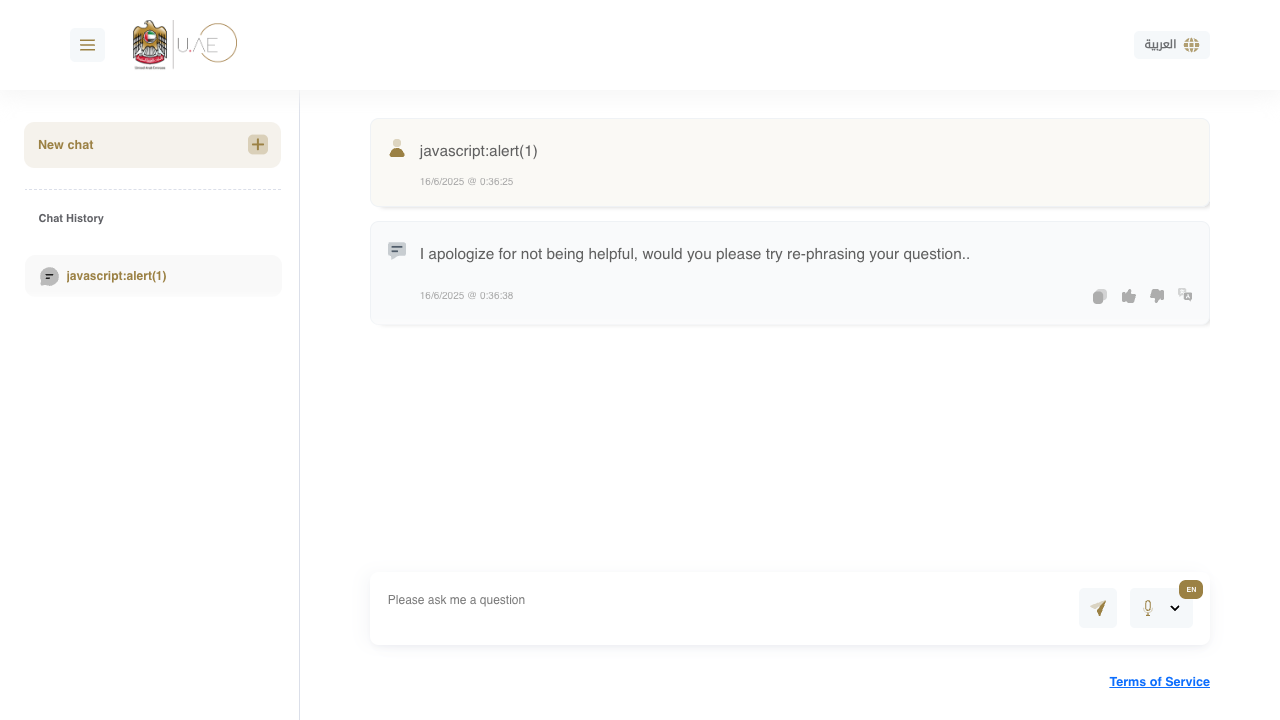 U.AE
العربية
New chat
Chat History
javascript:alert(1)
javascript:alert(1)
16/6/2025 @ 0:36:25
I apologize for not being helpful, would you please try re-phrasing your question..
16/6/2025 @ 0:36:38
Please ask me a question
EN
Terms of Service